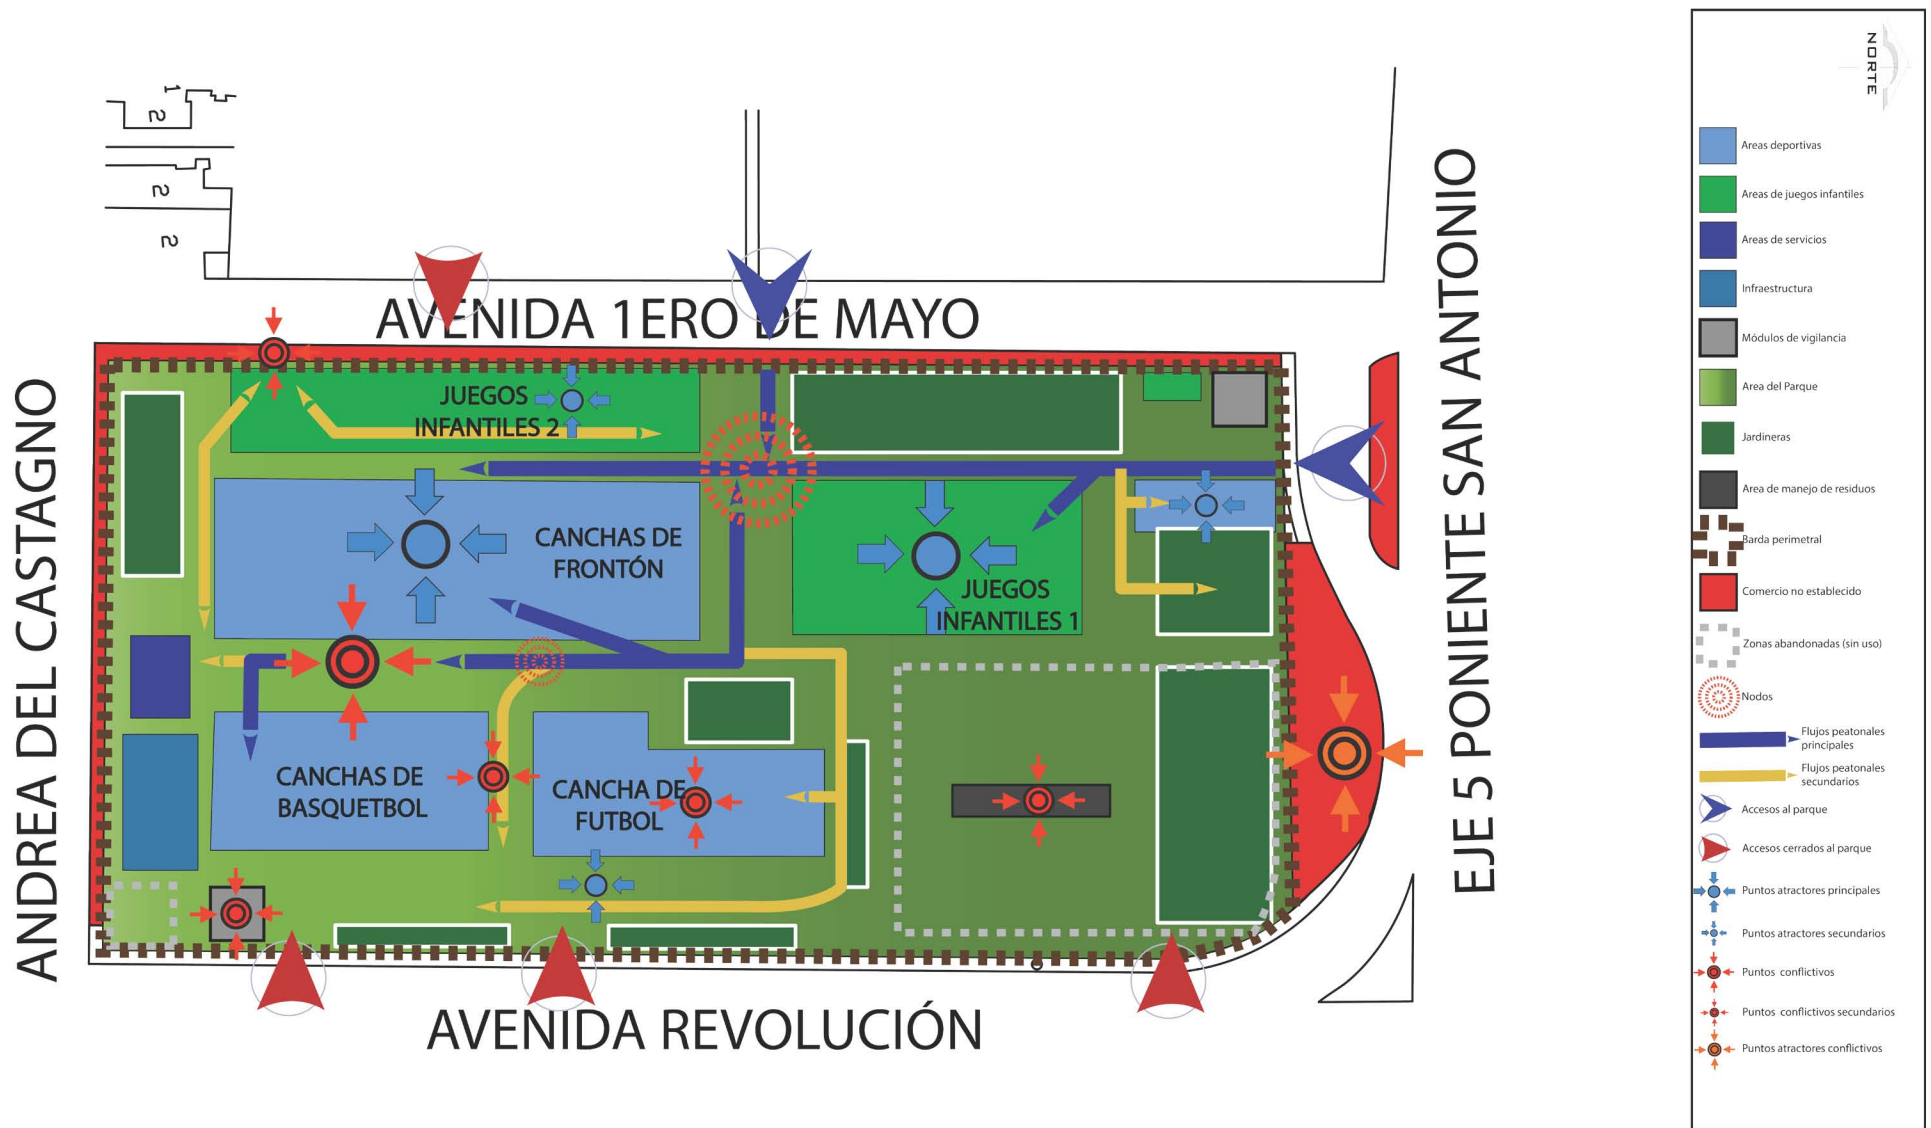 NORTE
1
2
2
2
AVENIDA 1ERO DE MAYO
ANDREA DEL CASTAGNO
EJE 5 PONIENTE SAN ANTONIO
AVENIDA REVOLUCIÓN
JUEGOS
INFANTILES 2
CANCHAS DE
FRONTÓN
JUEGOS
INFANTILES 1
CANCHAS DE
BASQUETBOL
CANCHA DE
FUTBOL
Areas deportivas
Areas de juegos infantiles
Areas de servicios
Infraestructura
Módulos de vigilancia
Area del Parque
Jardineras
Area de manejo de residuos
Barda perimetral
Comercio no establecido
Zonas abandonadas (sin uso)
Nodos
Flujos peatonales
principales
Flujos peatonales
secundarios
Accesos al parque
Accesos cerrados al parque
Puntos atractores principales
Puntos atractores secundarios
Puntos conflictivos
Puntos conflictivos secundarios
Puntos atractores conflictivos